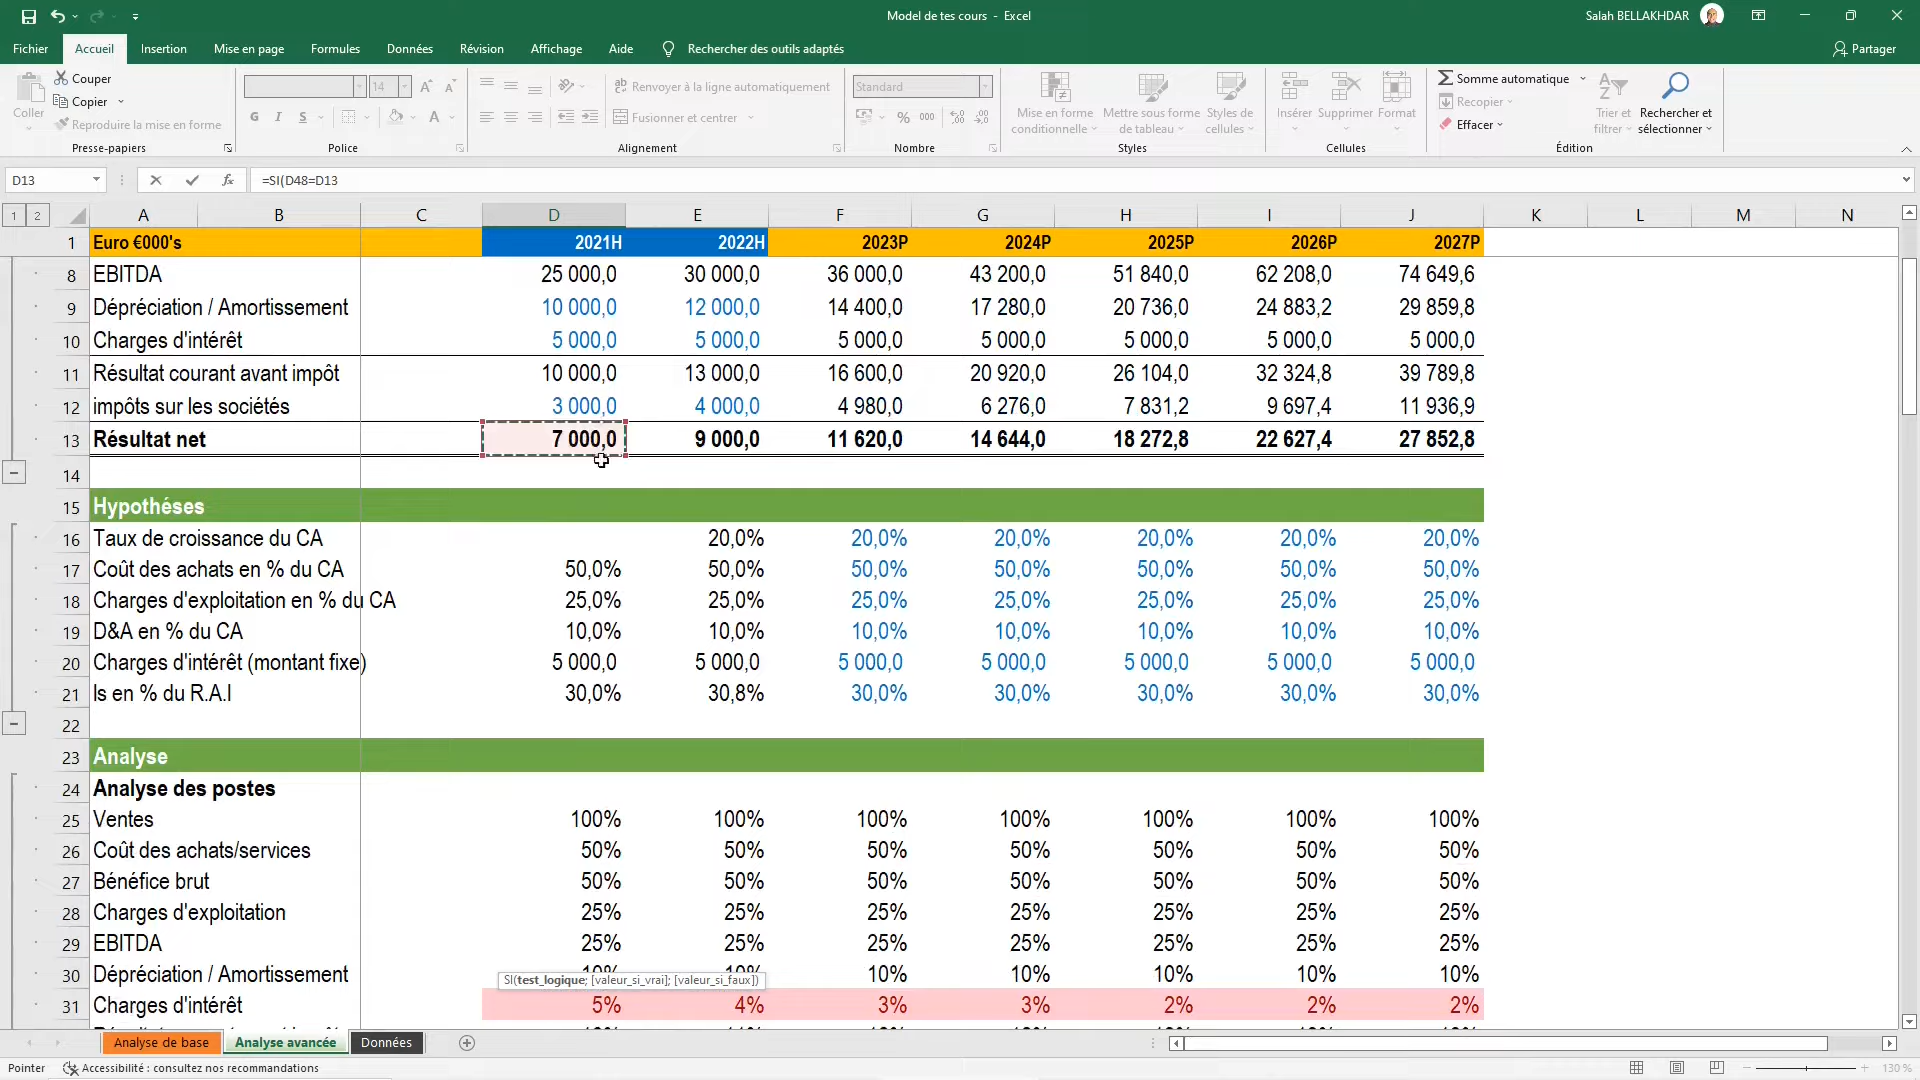 Model de tes cours - Excel
Salah BELLAKHDAR
Fichier Accueil Insertion Mise en page Formules Données Révision Affichage Aide Rechercher des outils adaptés Partager
Coller
Couper
Copier
Reproduire la mise en forme
Presse-papiers
14
G I S
Police
Renvoyer à la ligne automatiquement
Fusionner et centrer
Alignement
Standard
% 000
Nombre
Mise en forme conditionnelle
Mettre sous forme de tableau
Styles de cellules
Styles
Insérer Supprimer Format
Cellules
Somme automatique
Recopier
Effacer
Trier et filtrer
Rechercher et sélectionner
Édition
D13 fx =SI(D48=D13
1 2 A B C D E F G H I J K L M N
1 Euro €000's 2021H 2022H 2023P 2024P 2025P 2026P 2027P
8 EBITDA 25 000,0 30 000,0 36 000,0 43 200,0 51 840,0 62 208,0 74 649,6
9 Dépréciation / Amortissement 10 000,0 12 000,0 14 400,0 17 280,0 20 736,0 24 883,2 29 859,8
10 Charges d'intérêt 5 000,0 5 000,0 5 000,0 5 000,0 5 000,0 5 000,0 5 000,0
11 Résultat courant avant impôt 10 000,0 13 000,0 16 600,0 20 920,0 26 104,0 32 324,8 39 789,8
12 impôts sur les sociétés 3 000,0 4 000,0 4 980,0 6 276,0 7 831,2 9 697,4 11 936,9
13 Résultat net 7 000,0 9 000,0 11 620,0 14 644,0 18 272,8 22 627,4 27 852,8
14
15 Hypothéses
16 Taux de croissance du CA 20,0% 20,0% 20,0% 20,0% 20,0% 20,0%
17 Coût des achats en % du CA 50,0% 50,0% 50,0% 50,0% 50,0% 50,0% 50,0%
18 Charges d'exploitation en % du CA 25,0% 25,0% 25,0% 25,0% 25,0% 25,0% 25,0%
19 D&A en % du CA 10,0% 10,0% 10,0% 10,0% 10,0% 10,0% 10,0%
20 Charges d'intérêt (montant fixe) 5 000,0 5 000,0 5 000,0 5 000,0 5 000,0 5 000,0 5 000,0
21 Is en % du R.A.I 30,0% 30,8% 30,0% 30,0% 30,0% 30,0% 30,0%
22
23 Analyse
24 Analyse des postes
25 Ventes 100% 100% 100% 100% 100% 100% 100%
26 Coût des achats/services 50% 50% 50% 50% 50% 50% 50%
27 Bénéfice brut 50% 50% 50% 50% 50% 50% 50%
28 Charges d'exploitation 25% 25% 25% 25% 25% 25% 25%
29 EBITDA 25% 25% 25% 25% 25% 25% 25%
30 Dépréciation / Amortissement 10% 10% 10% 10% 10%
SI(test_logique; [valeur_si_vrai]; [valeur_si_faux])
31 Charges d'intérêt 5% 4% 3% 3% 2% 2% 2%
Analyse de base Analyse avancée Données
Pointer Accessibilité : consultez nos recommandations 130 %